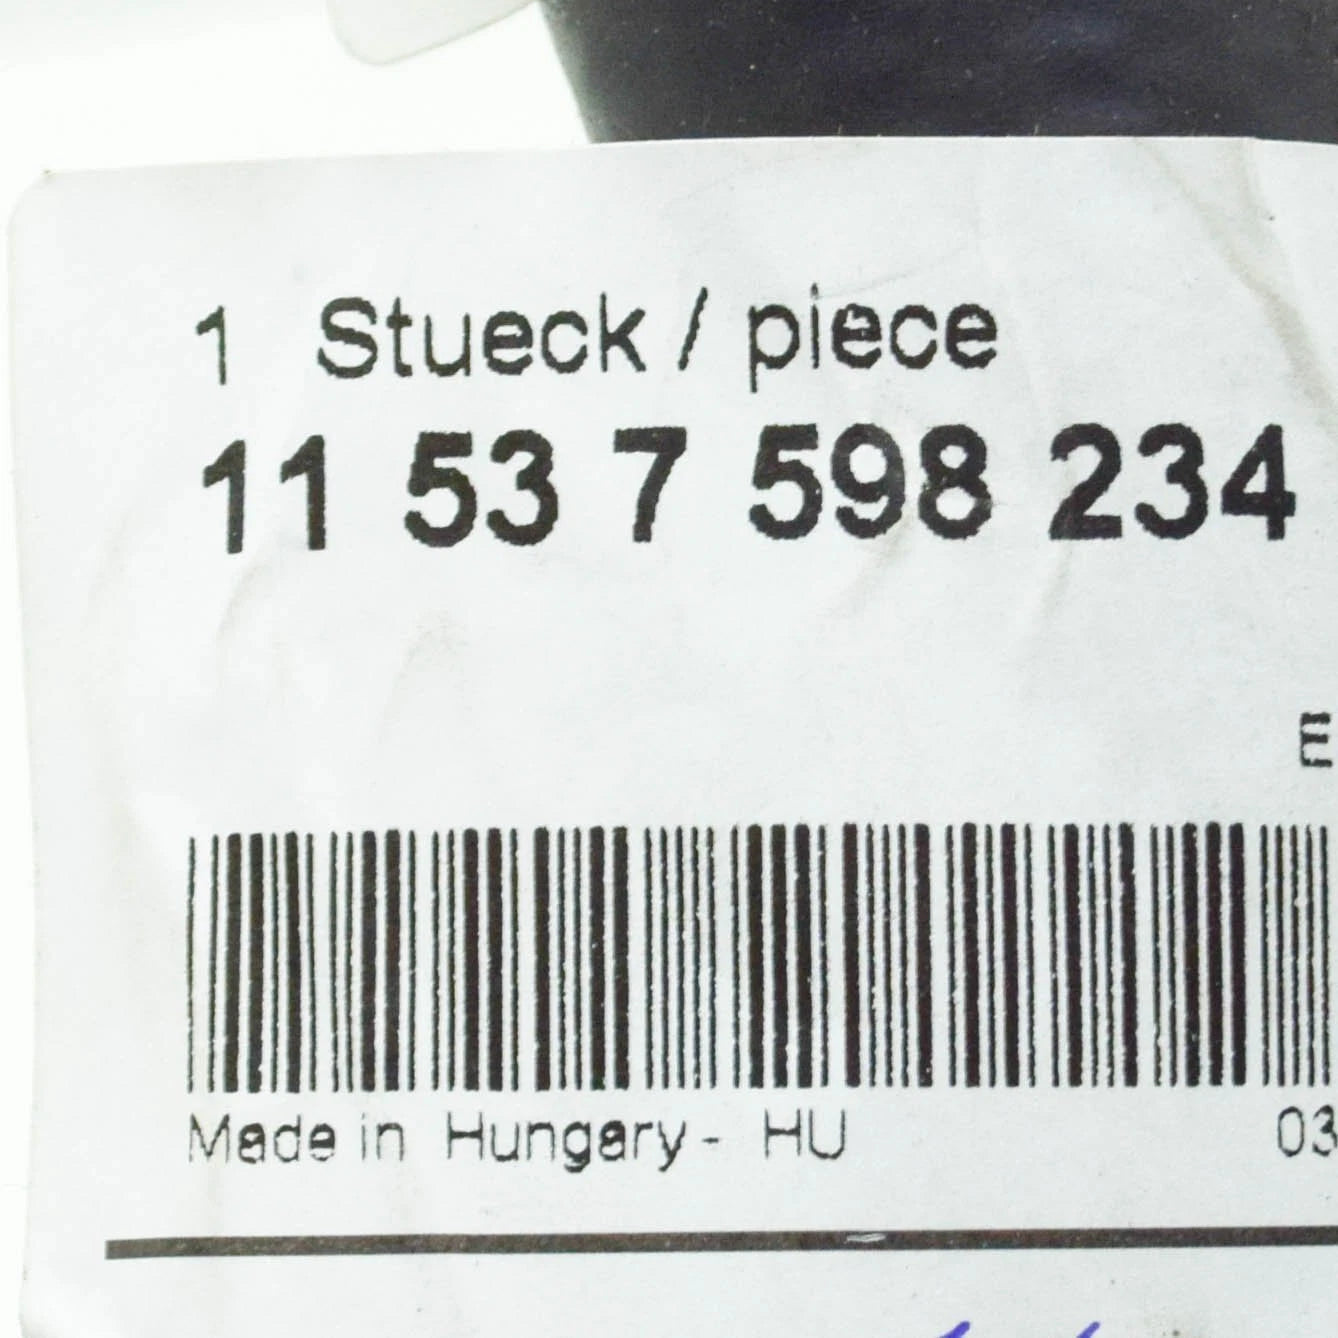 1 Stueck / piece
11 53 7 598 234
E
Made in Hungary - HU 03